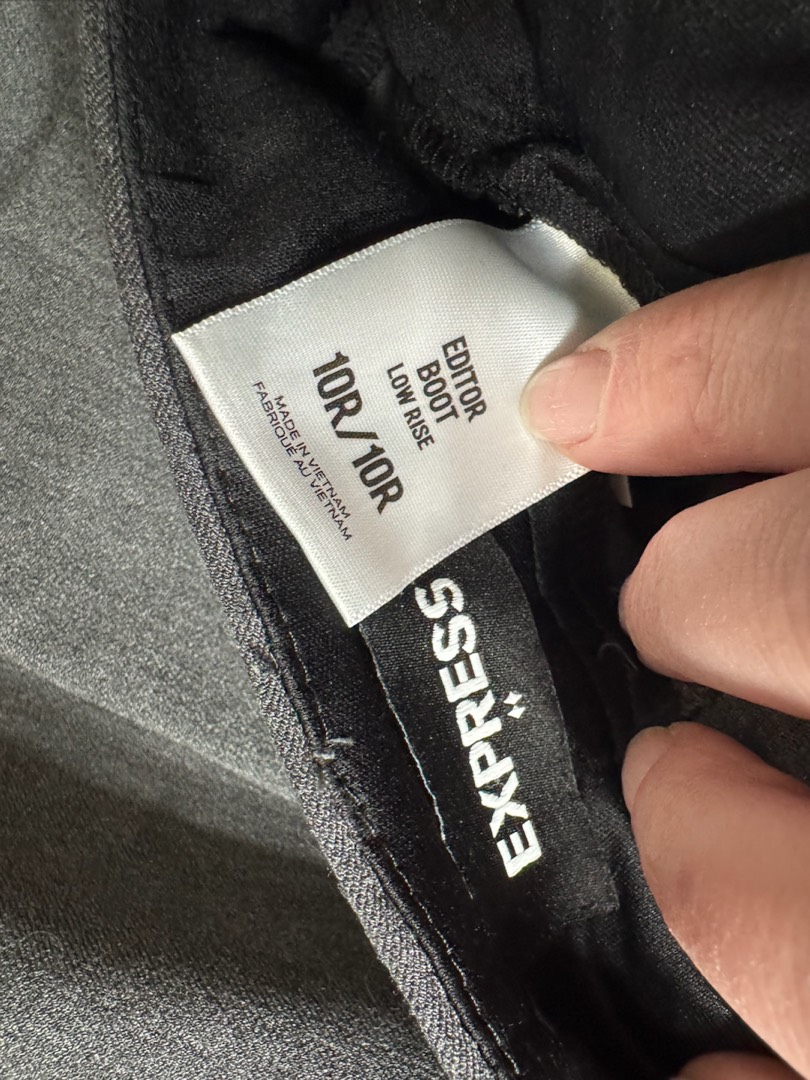 EDITOR
BOOT
LOW RISE
10R/10R
MADE IN VIETNAM
FABRIQUÉ AU VIETNAM
EXPRESS